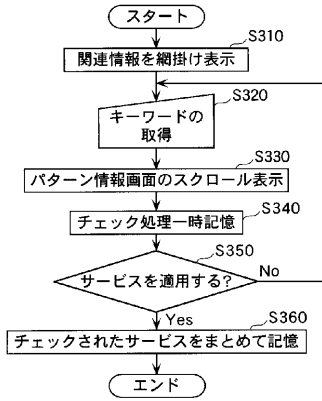 スタート
S310
関連情報を網掛け表示
S320
キーワードの
取得
S330
パターン情報画面のスクロール表示
S340
チェック処理一時記憶
S350
サービスを適用する?
No
Yes
S360
チェックされたサービスをまとめて記憶
エンド